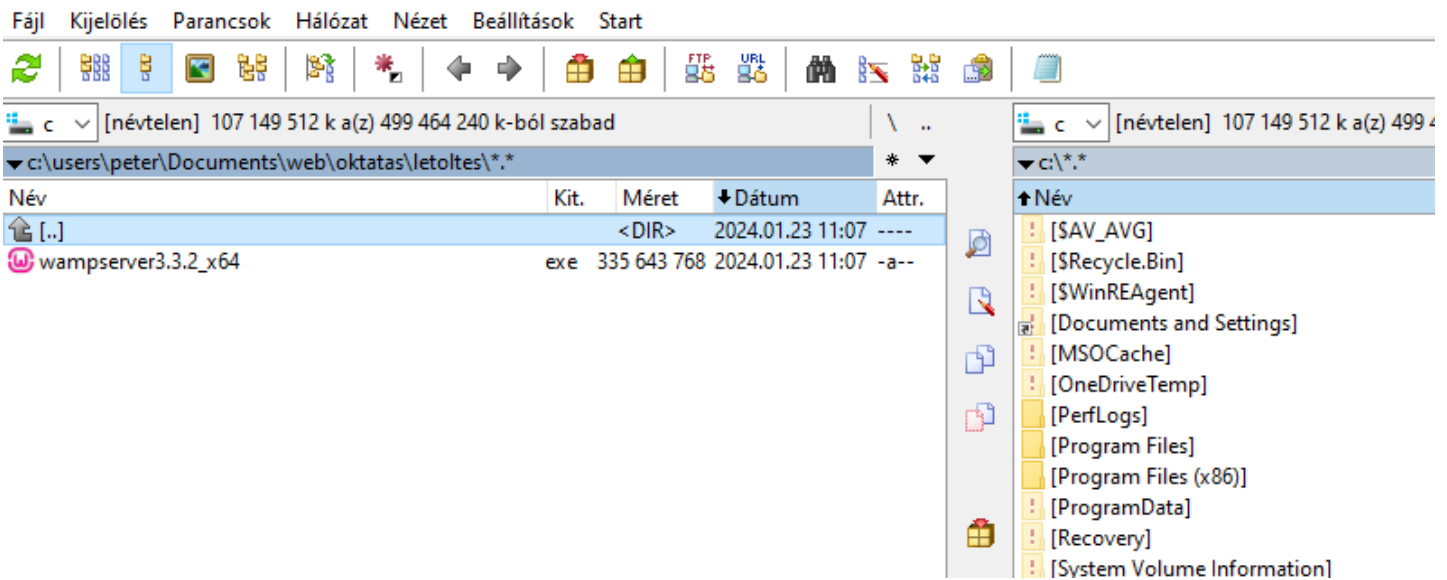 Fájl Kijelölés Parancsok Hálózat Nézet Beállítások Start
FTP URL
c [névtelen] 107 149 512 k a(z) 499 464 240 k-ból szabad \ ..
c:\users\peter\Documents\web\oktatas\letoltes\*.* * 
Név Kit. Méret Dátum Attr.
[..] <DIR> 2024.01.23 11:07 ----
wampserver3.3.2_x64 exe 335 643 768 2024.01.23 11:07 -a--
c [névtelen] 107 149 512 k a(z) 499 4
c:\*.*
Név
[$AV_AVG]
[$Recycle.Bin]
[$WinREAgent]
[Documents and Settings]
[MSOCache]
[OneDriveTemp]
[PerfLogs]
[Program Files]
[Program Files (x86)]
[ProgramData]
[Recovery]
[System Volume Information]